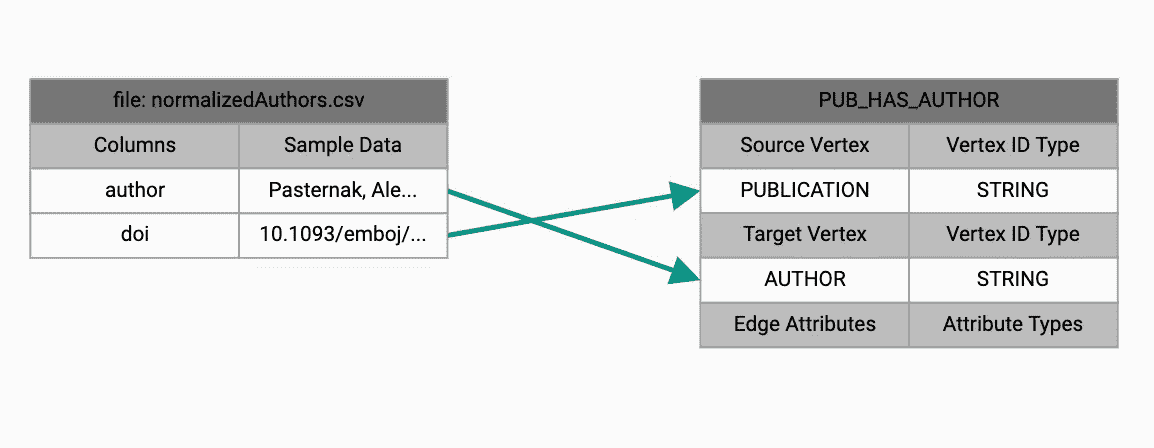 file: normalizedAuthors.csv
Columns Sample Data
author Pasternak, Ale...
doi 10.1093/emboj/...
PUB_HAS_AUTHOR
Source Vertex Vertex ID Type
PUBLICATION STRING
Target Vertex Vertex ID Type
AUTHOR STRING
Edge Attributes Attribute Types